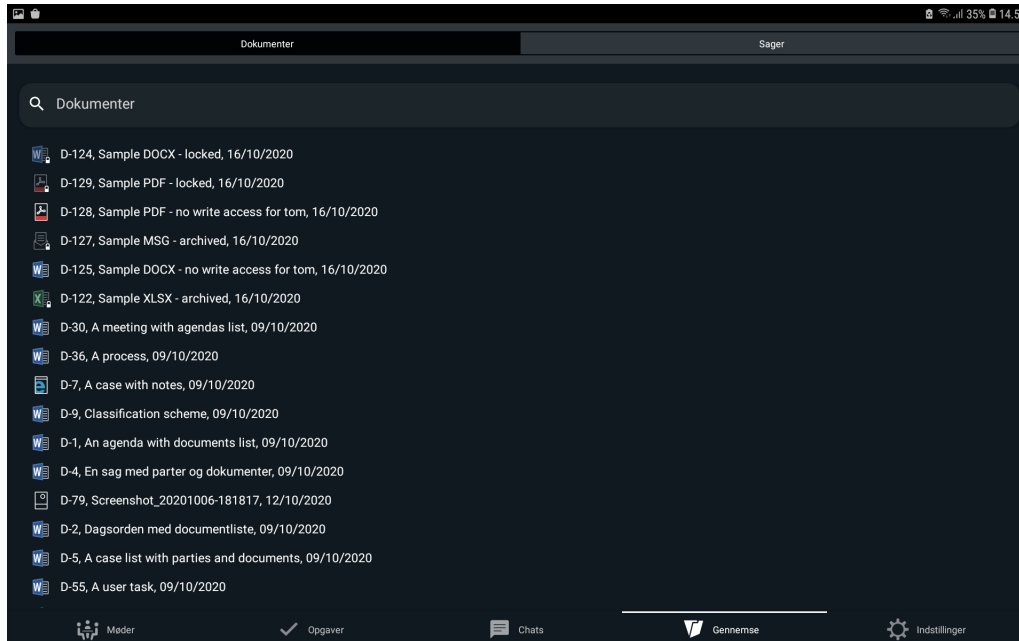 35% 14.5
Dokumenter
Sager
Dokumenter
D-124, Sample DOCX - locked, 16/10/2020
D-129, Sample PDF - locked, 16/10/2020
D-128, Sample PDF - no write access for tom, 16/10/2020
D-127, Sample MSG - archived, 16/10/2020
D-125, Sample DOCX - no write access for tom, 16/10/2020
D-122, Sample XLSX - archived, 16/10/2020
D-30, A meeting with agendas list, 09/10/2020
D-36, A process, 09/10/2020
D-7, A case with notes, 09/10/2020
D-9, Classification scheme, 09/10/2020
D-1, An agenda with documents list, 09/10/2020
D-4, En sag med parter og dokumenter, 09/10/2020
D-79, Screenshot_20201006-181817, 12/10/2020
D-2, Dagsorden med documentliste, 09/10/2020
D-5, A case list with parties and documents, 09/10/2020
D-55, A user task, 09/10/2020
Møder
Opgaver
Chats
Gennemse
Indstillinger